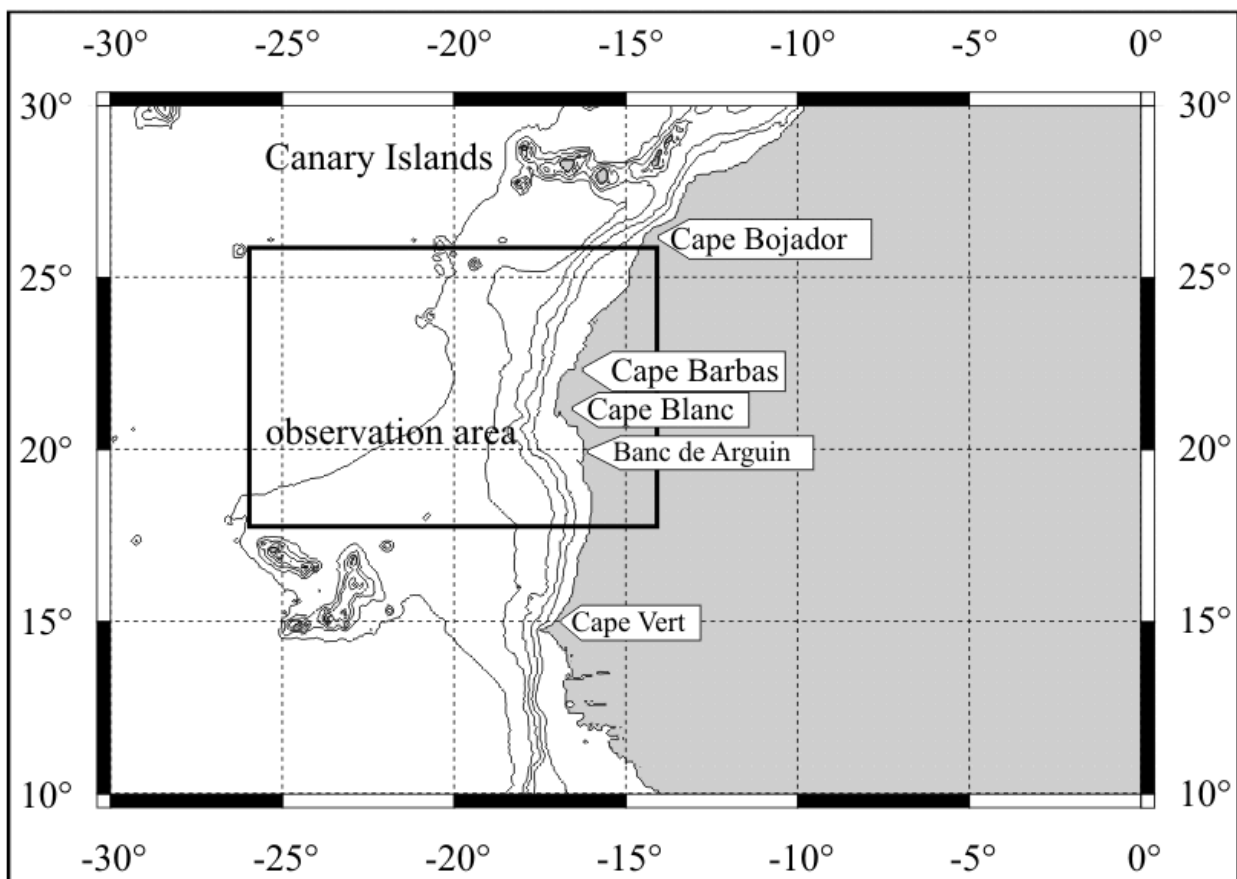 -30° -25° -20° -15° -10° -5° 0°
30° 30°
Canary Islands
Cape Bojador
25° 25°
Cape Barbas
Cape Blanc
observation area
Banc de Arguin
20° 20°
Cape Vert
15° 15°
10° 10°
-30° -25° -20° -15° -10° -5° 0°